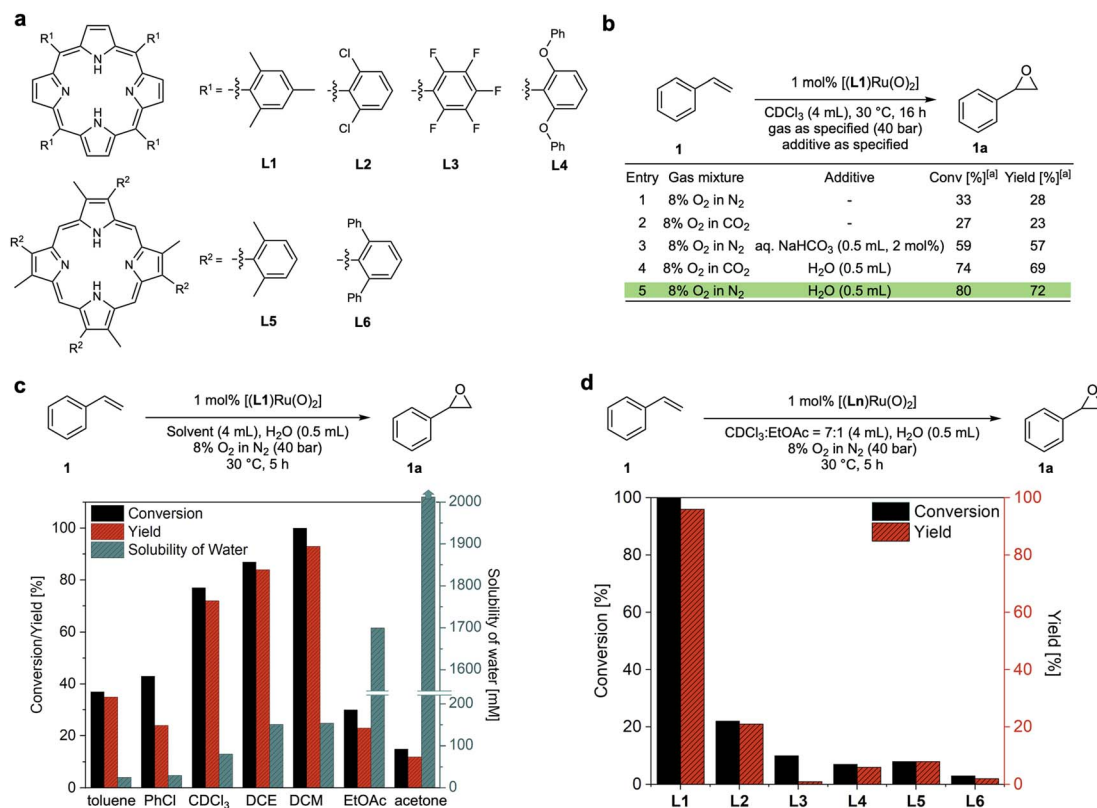 a
R¹ R¹
NH
N N
HN
R¹ R¹
R¹=
L1
Cl
Cl
L2
F F
F
F F
L3
O Ph
O
Ph
L4
R²
NH
R² N N
HN R²
R²
R²=
L5
Ph
Ph
L6
b
1 mol% [(L1)Ru(O)₂]
CDCl₃ (4 mL), 30 °C, 16 h
gas as specified (40 bar)
additive as specified
O
1 1a
Entry Gas mixture Additive Conv [%][a] Yield [%][a]
1 8% O₂ in N₂ - 33 28
2 8% O₂ in CO₂ - 27 23
3 8% O₂ in N₂ aq. NaHCO₃ (0.5 mL, 2 mol%) 59 57
4 8% O₂ in CO₂ H₂O (0.5 mL) 74 69
5 8% O₂ in N₂ H₂O (0.5 mL) 80 72
c
1 mol% [(L1)Ru(O)₂]
Solvent (4 mL), H₂O (0.5 mL)
8% O₂ in N₂ (40 bar)
30 °C, 5 h
O
1 1a
Conversion
Yield
Solubility of Water
Conversion/Yield [%]
100
80
60
40
20
0
Solubility of water [mM]
2000
1900
1800
1700
1600
200
100
0
toluene PhCl CDCl₃ DCE DCM EtOAc acetone
d
1 mol% [(Ln)Ru(O)₂]
CDCl₃:EtOAc = 7:1 (4 mL), H₂O (0.5 mL)
8% O₂ in N₂ (40 bar)
30 °C, 5 h
O
1 1a
Conversion
Yield
Conversion [%]
100
80
60
40
20
0
Yield [%]
100
80
60
40
20
0
L1 L2 L3 L4 L5 L6